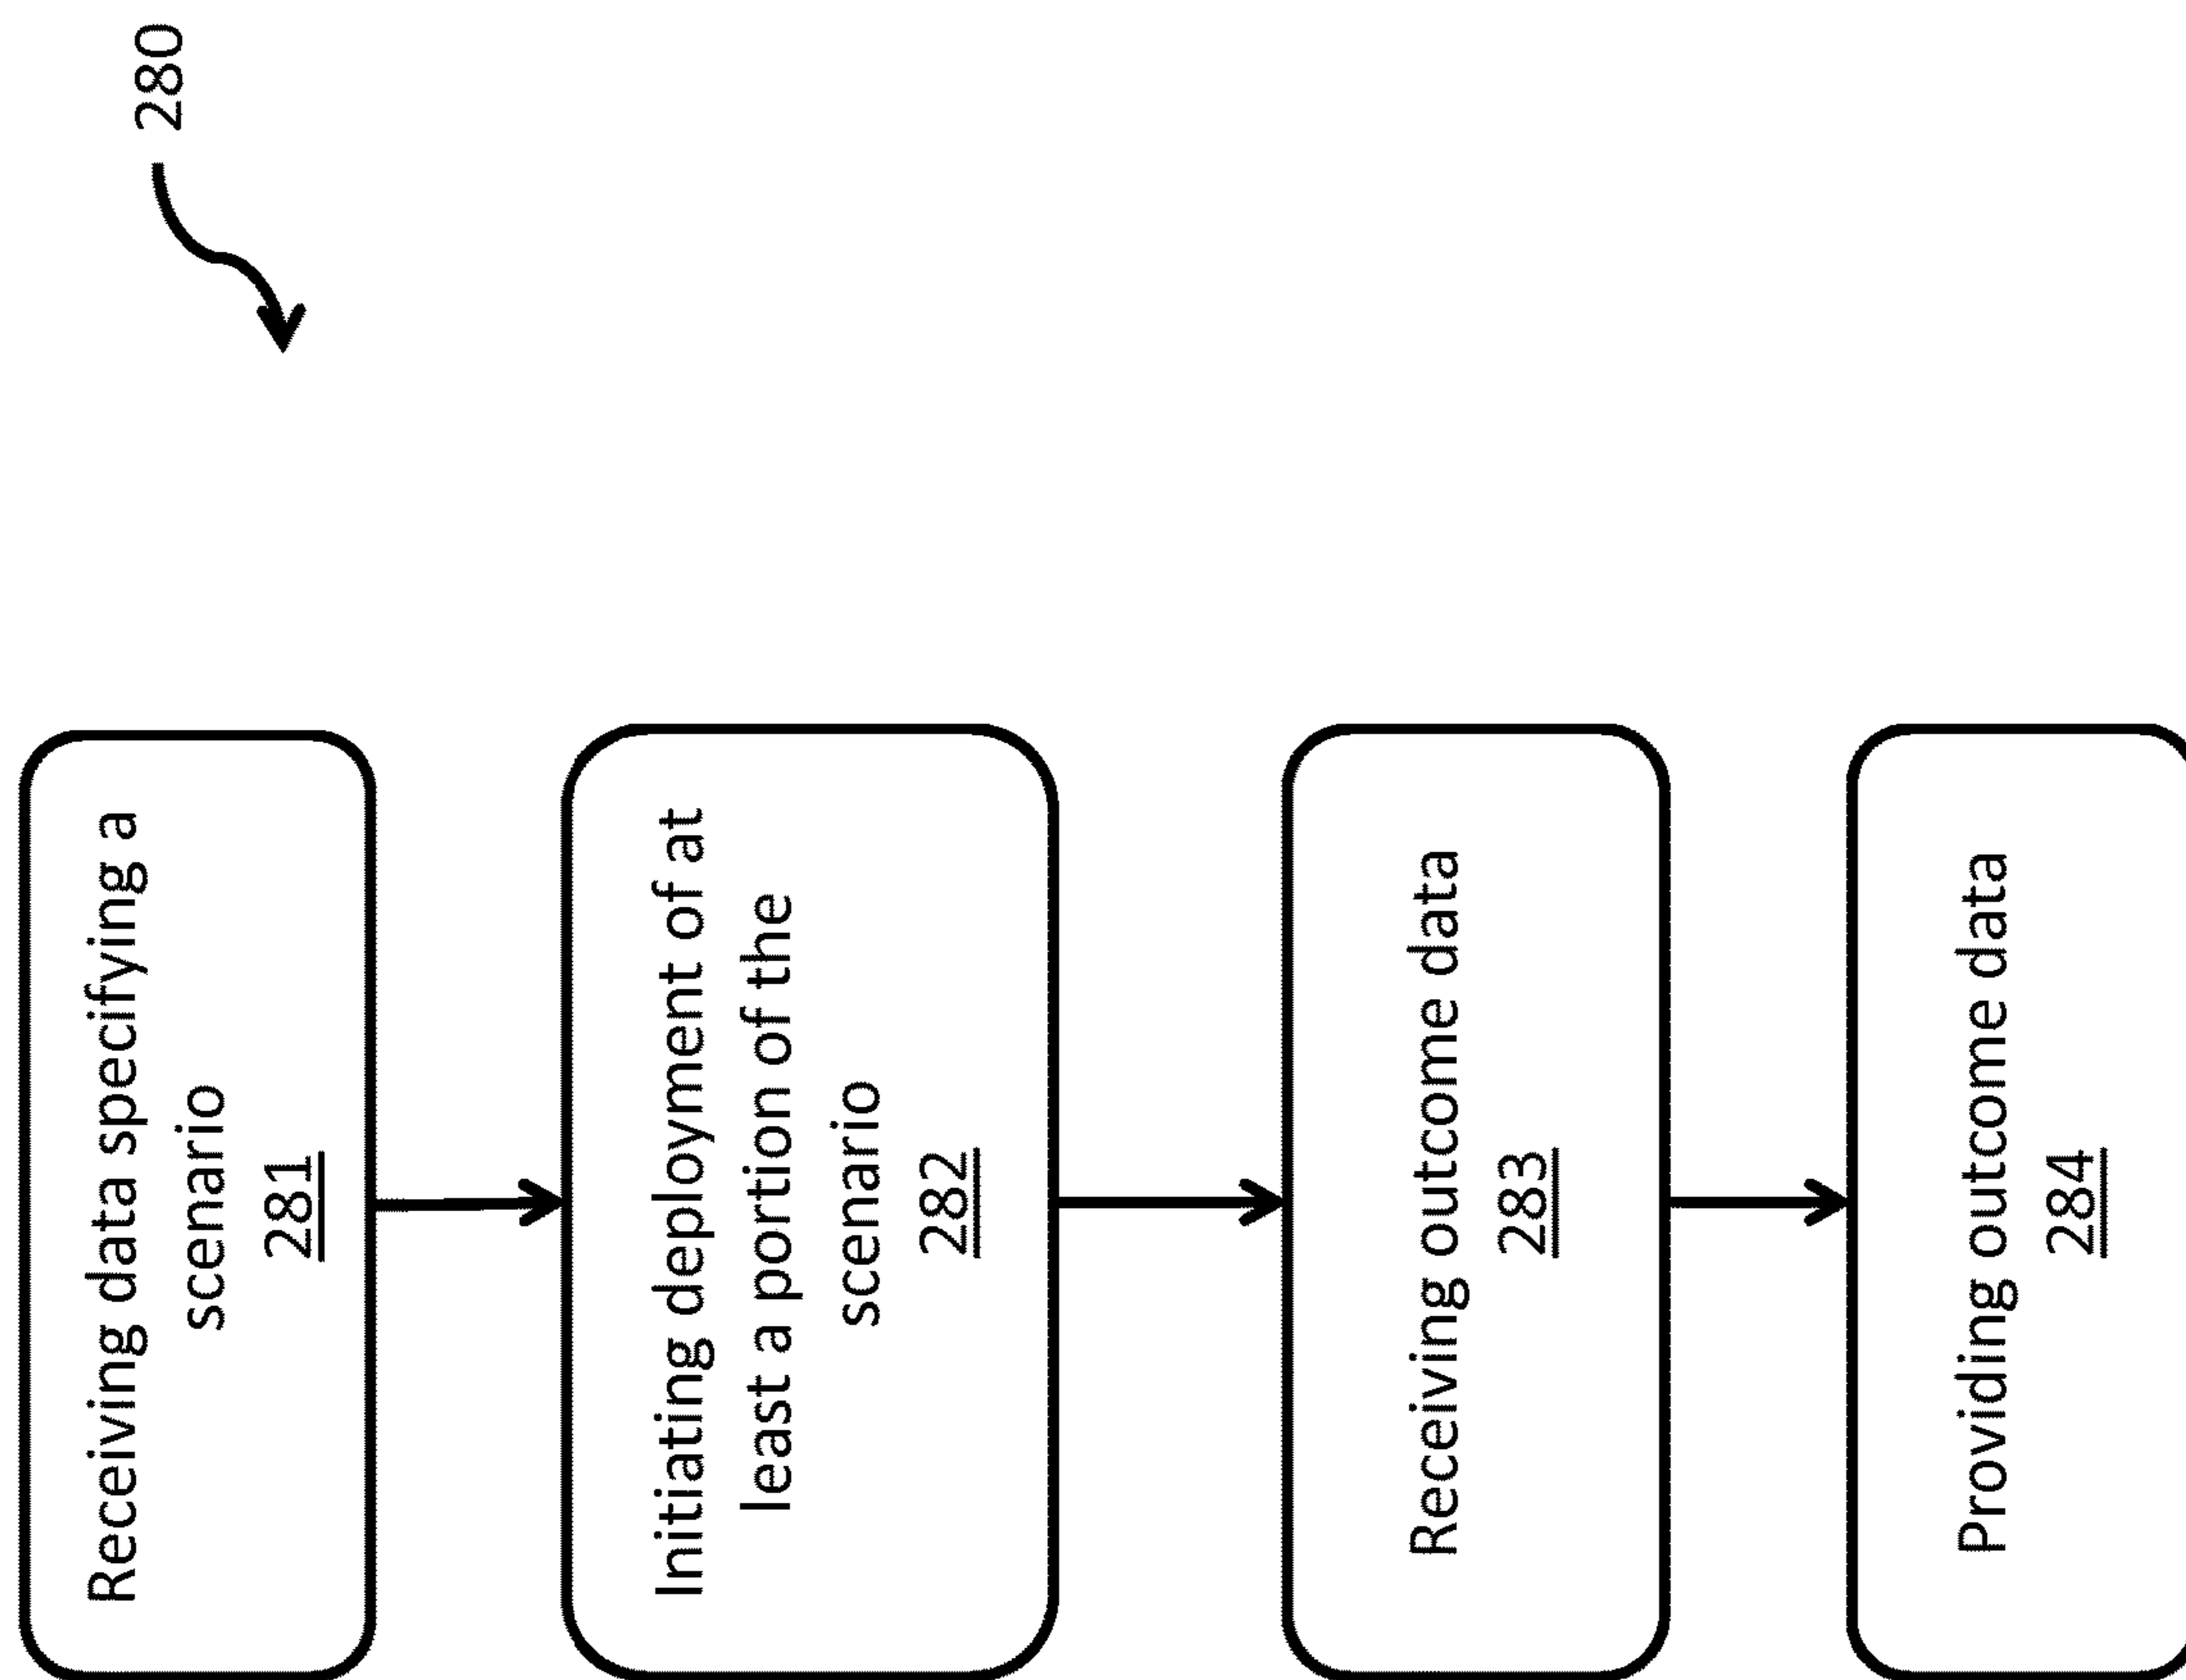 280
Receiving data specifying a
scenario
281
Initiating deployment of at
least a portion of the
scenario
282
Receiving outcome data
283
Providing outcome data
284